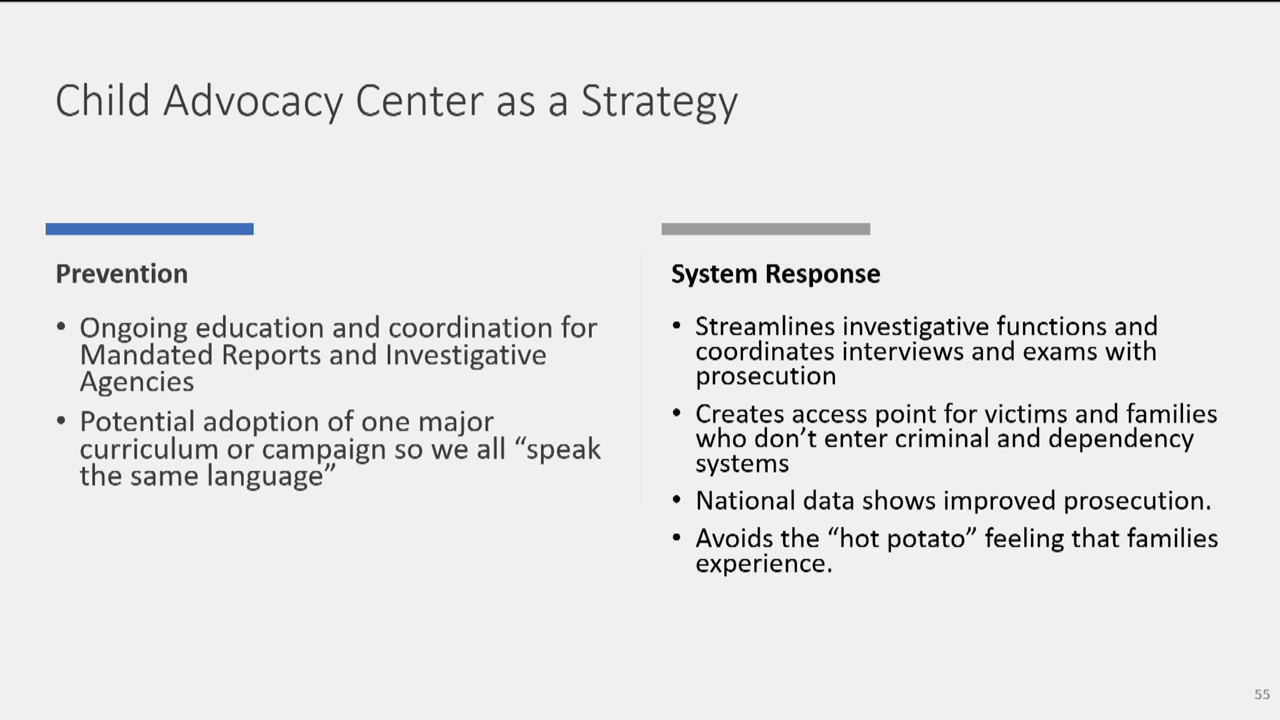 Child Advocacy Center as a Strategy
Prevention
• Ongoing education and coordination for
Mandated Reports and Investigative
Agencies
• Potential adoption of one major
curriculum or campaign so we all “speak
the same language”
System Response
• Streamlines investigative functions and
coordinates interviews and exams with
prosecution
• Creates access point for victims and families
who don’t enter criminal and dependency
systems
• National data shows improved prosecution.
• Avoids the “hot potato” feeling that families
experience.
55